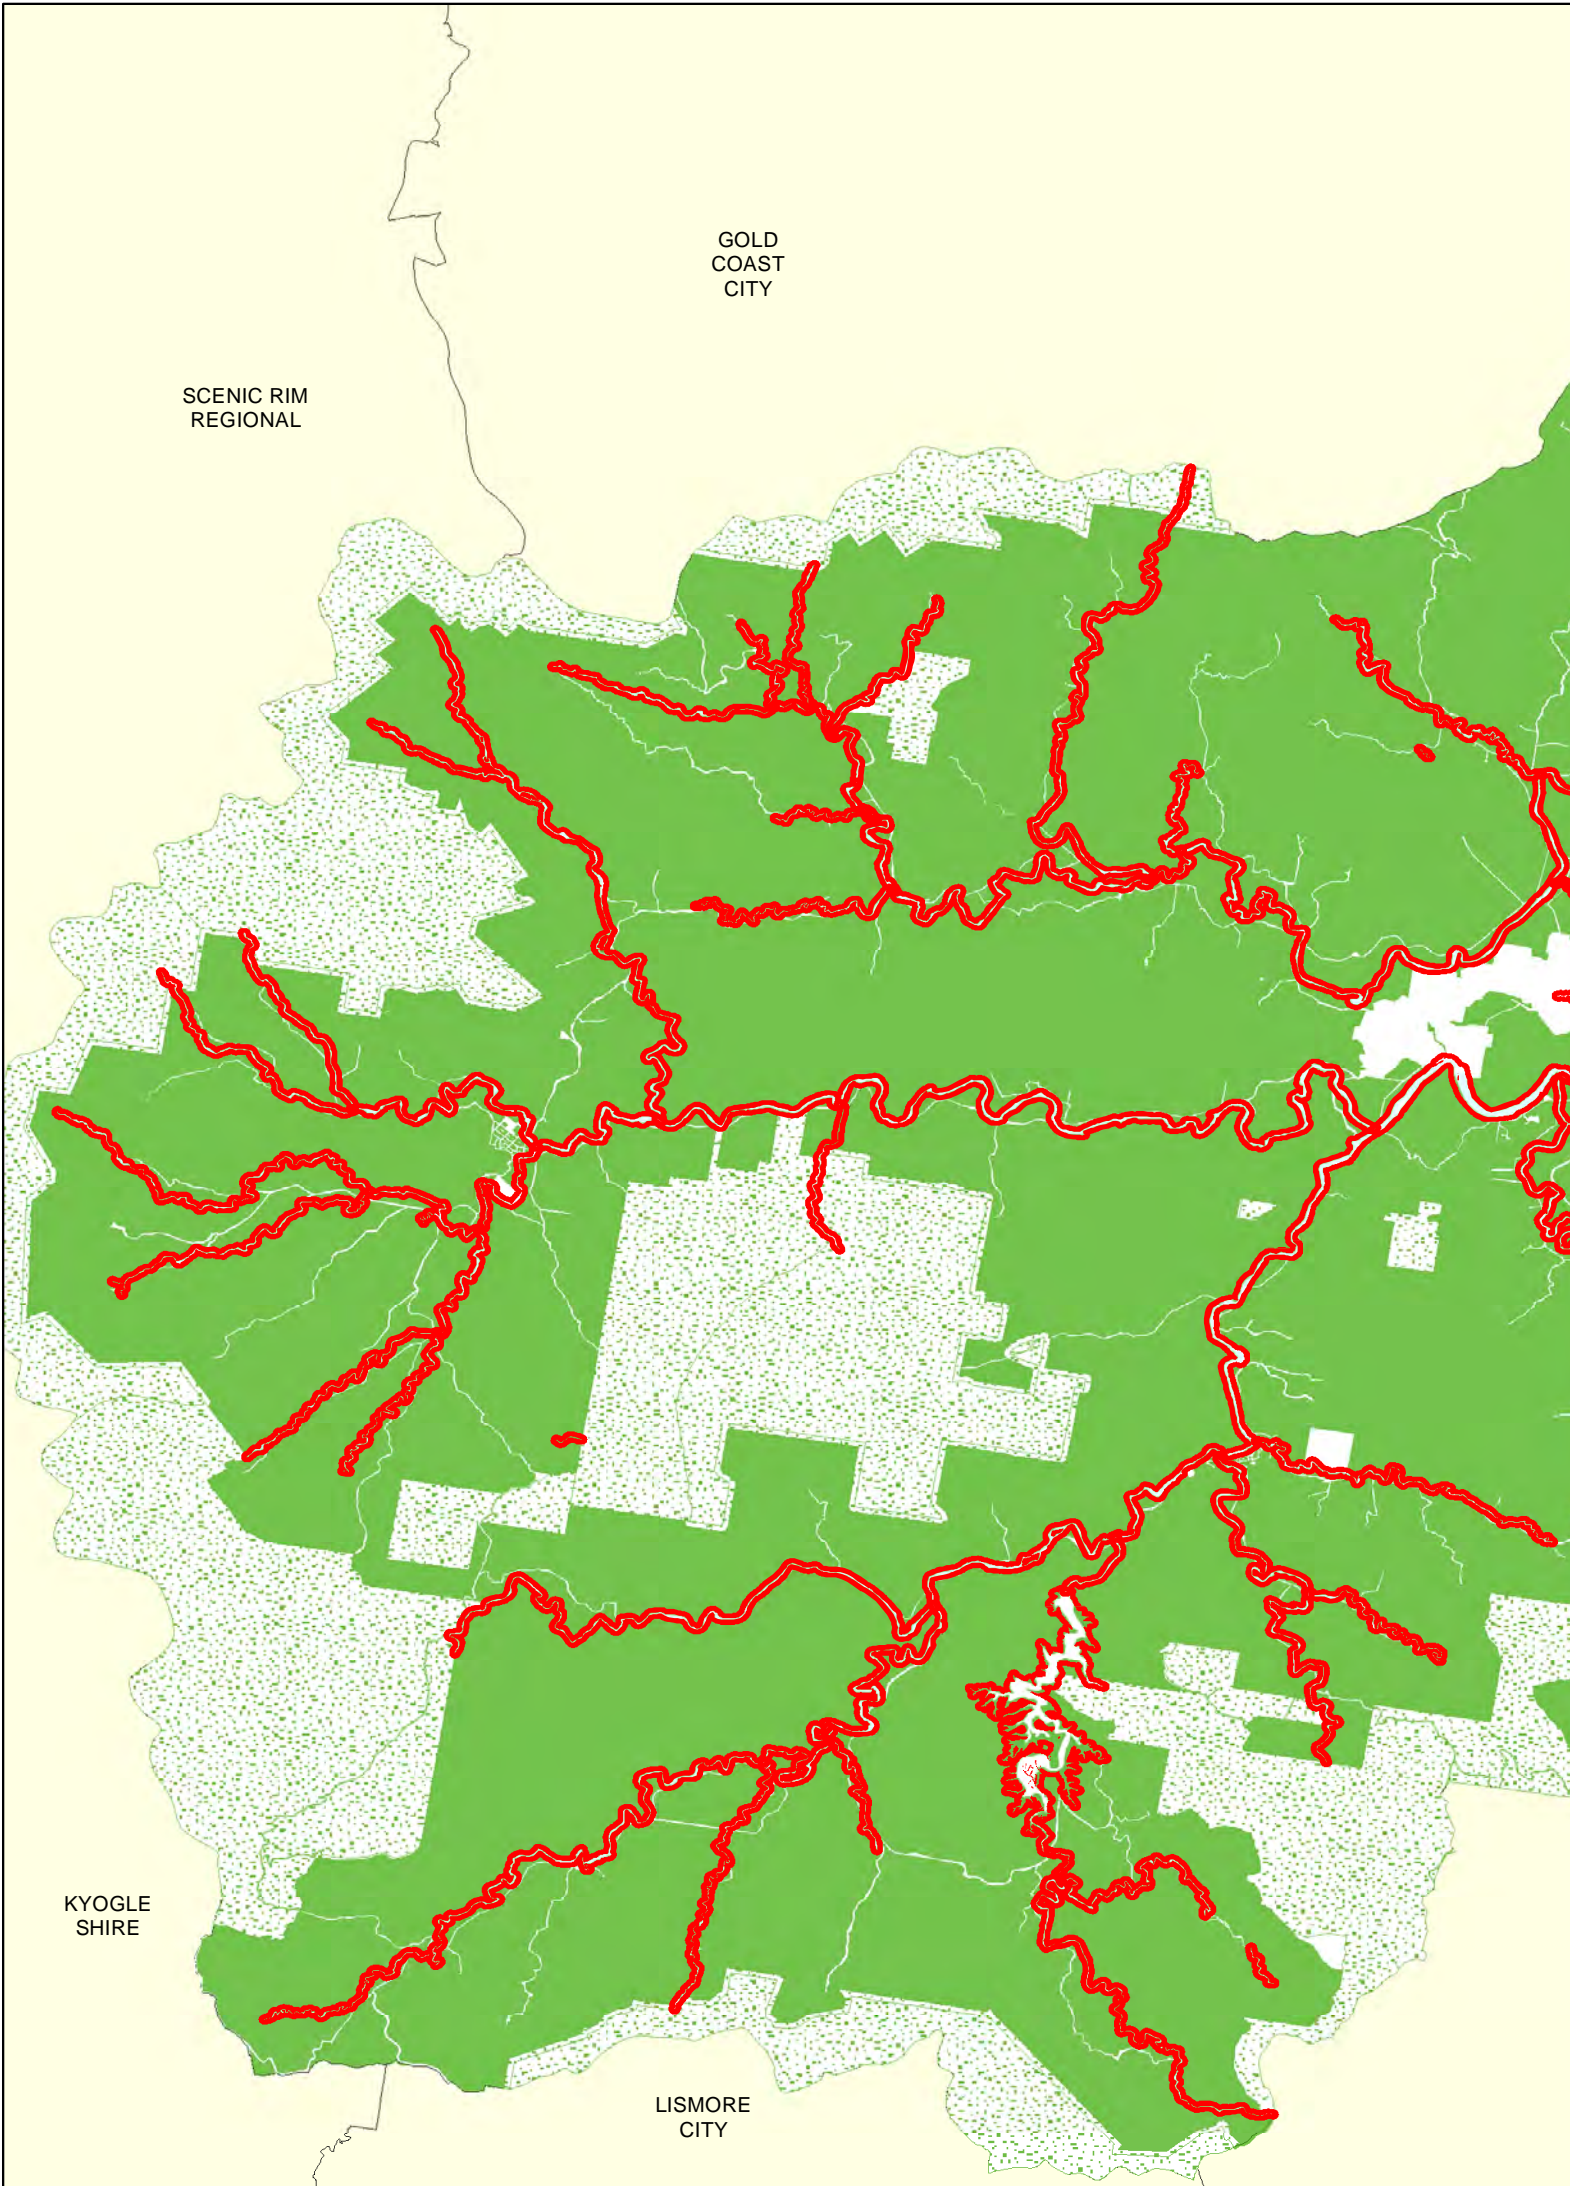 GOLD
COAST
CITY
SCENIC RIM
REGIONAL
KYOGLE
SHIRE
LISMORE
CITY